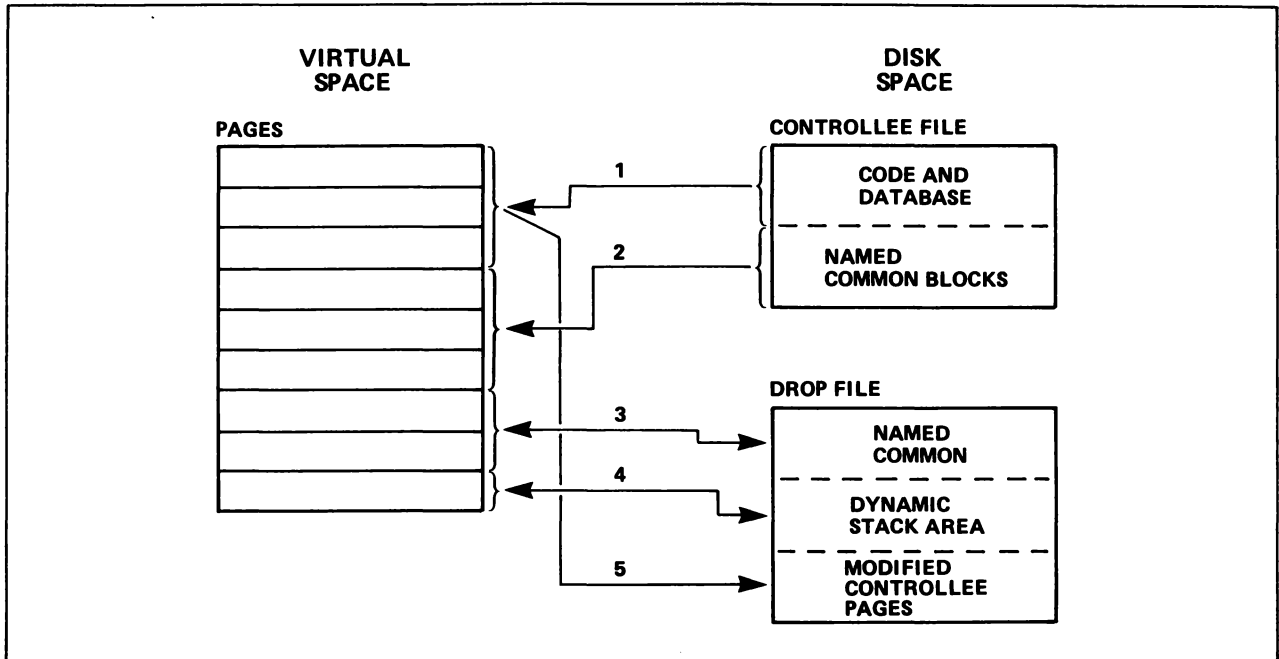 VIRTUAL
SPACE
DISK
SPACE
PAGES
CONTROLLEE FILE
1
CODE AND
DATABASE
2
NAMED
COMMON BLOCKS
DROP FILE
3
NAMED
COMMON
4
DYNAMIC
STACK AREA
5
MODIFIED
CONTROLLEE
PAGES